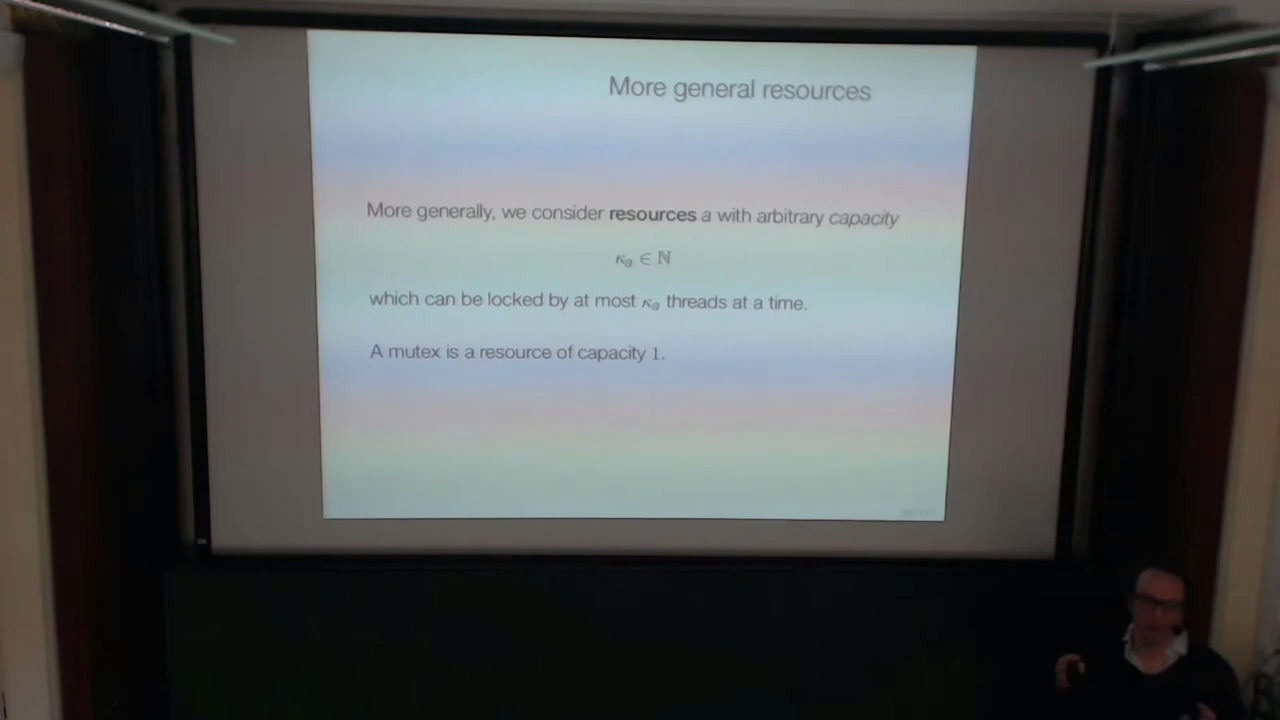 More general resources
More generally, we consider resources a with arbitrary capacity
κₐ ∈ ℕ
which can be locked by at most κₐ threads at a time.
A mutex is a resource of capacity 1.